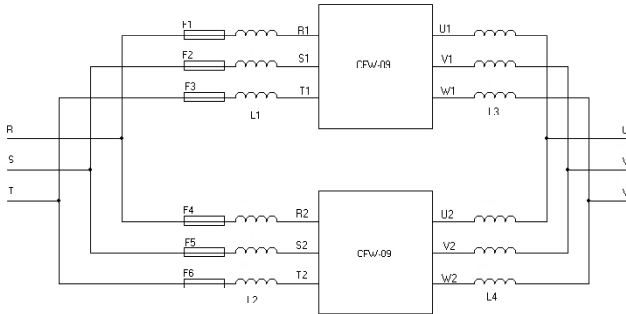 F1 R1 U1
F2 S1 CFW-09 V1
F3 T1 W1
L1 L3
R U
S V
T V
F4 R2 U2
F5 S2 CFW-09 V2
F6 T2 W2
L2 L4